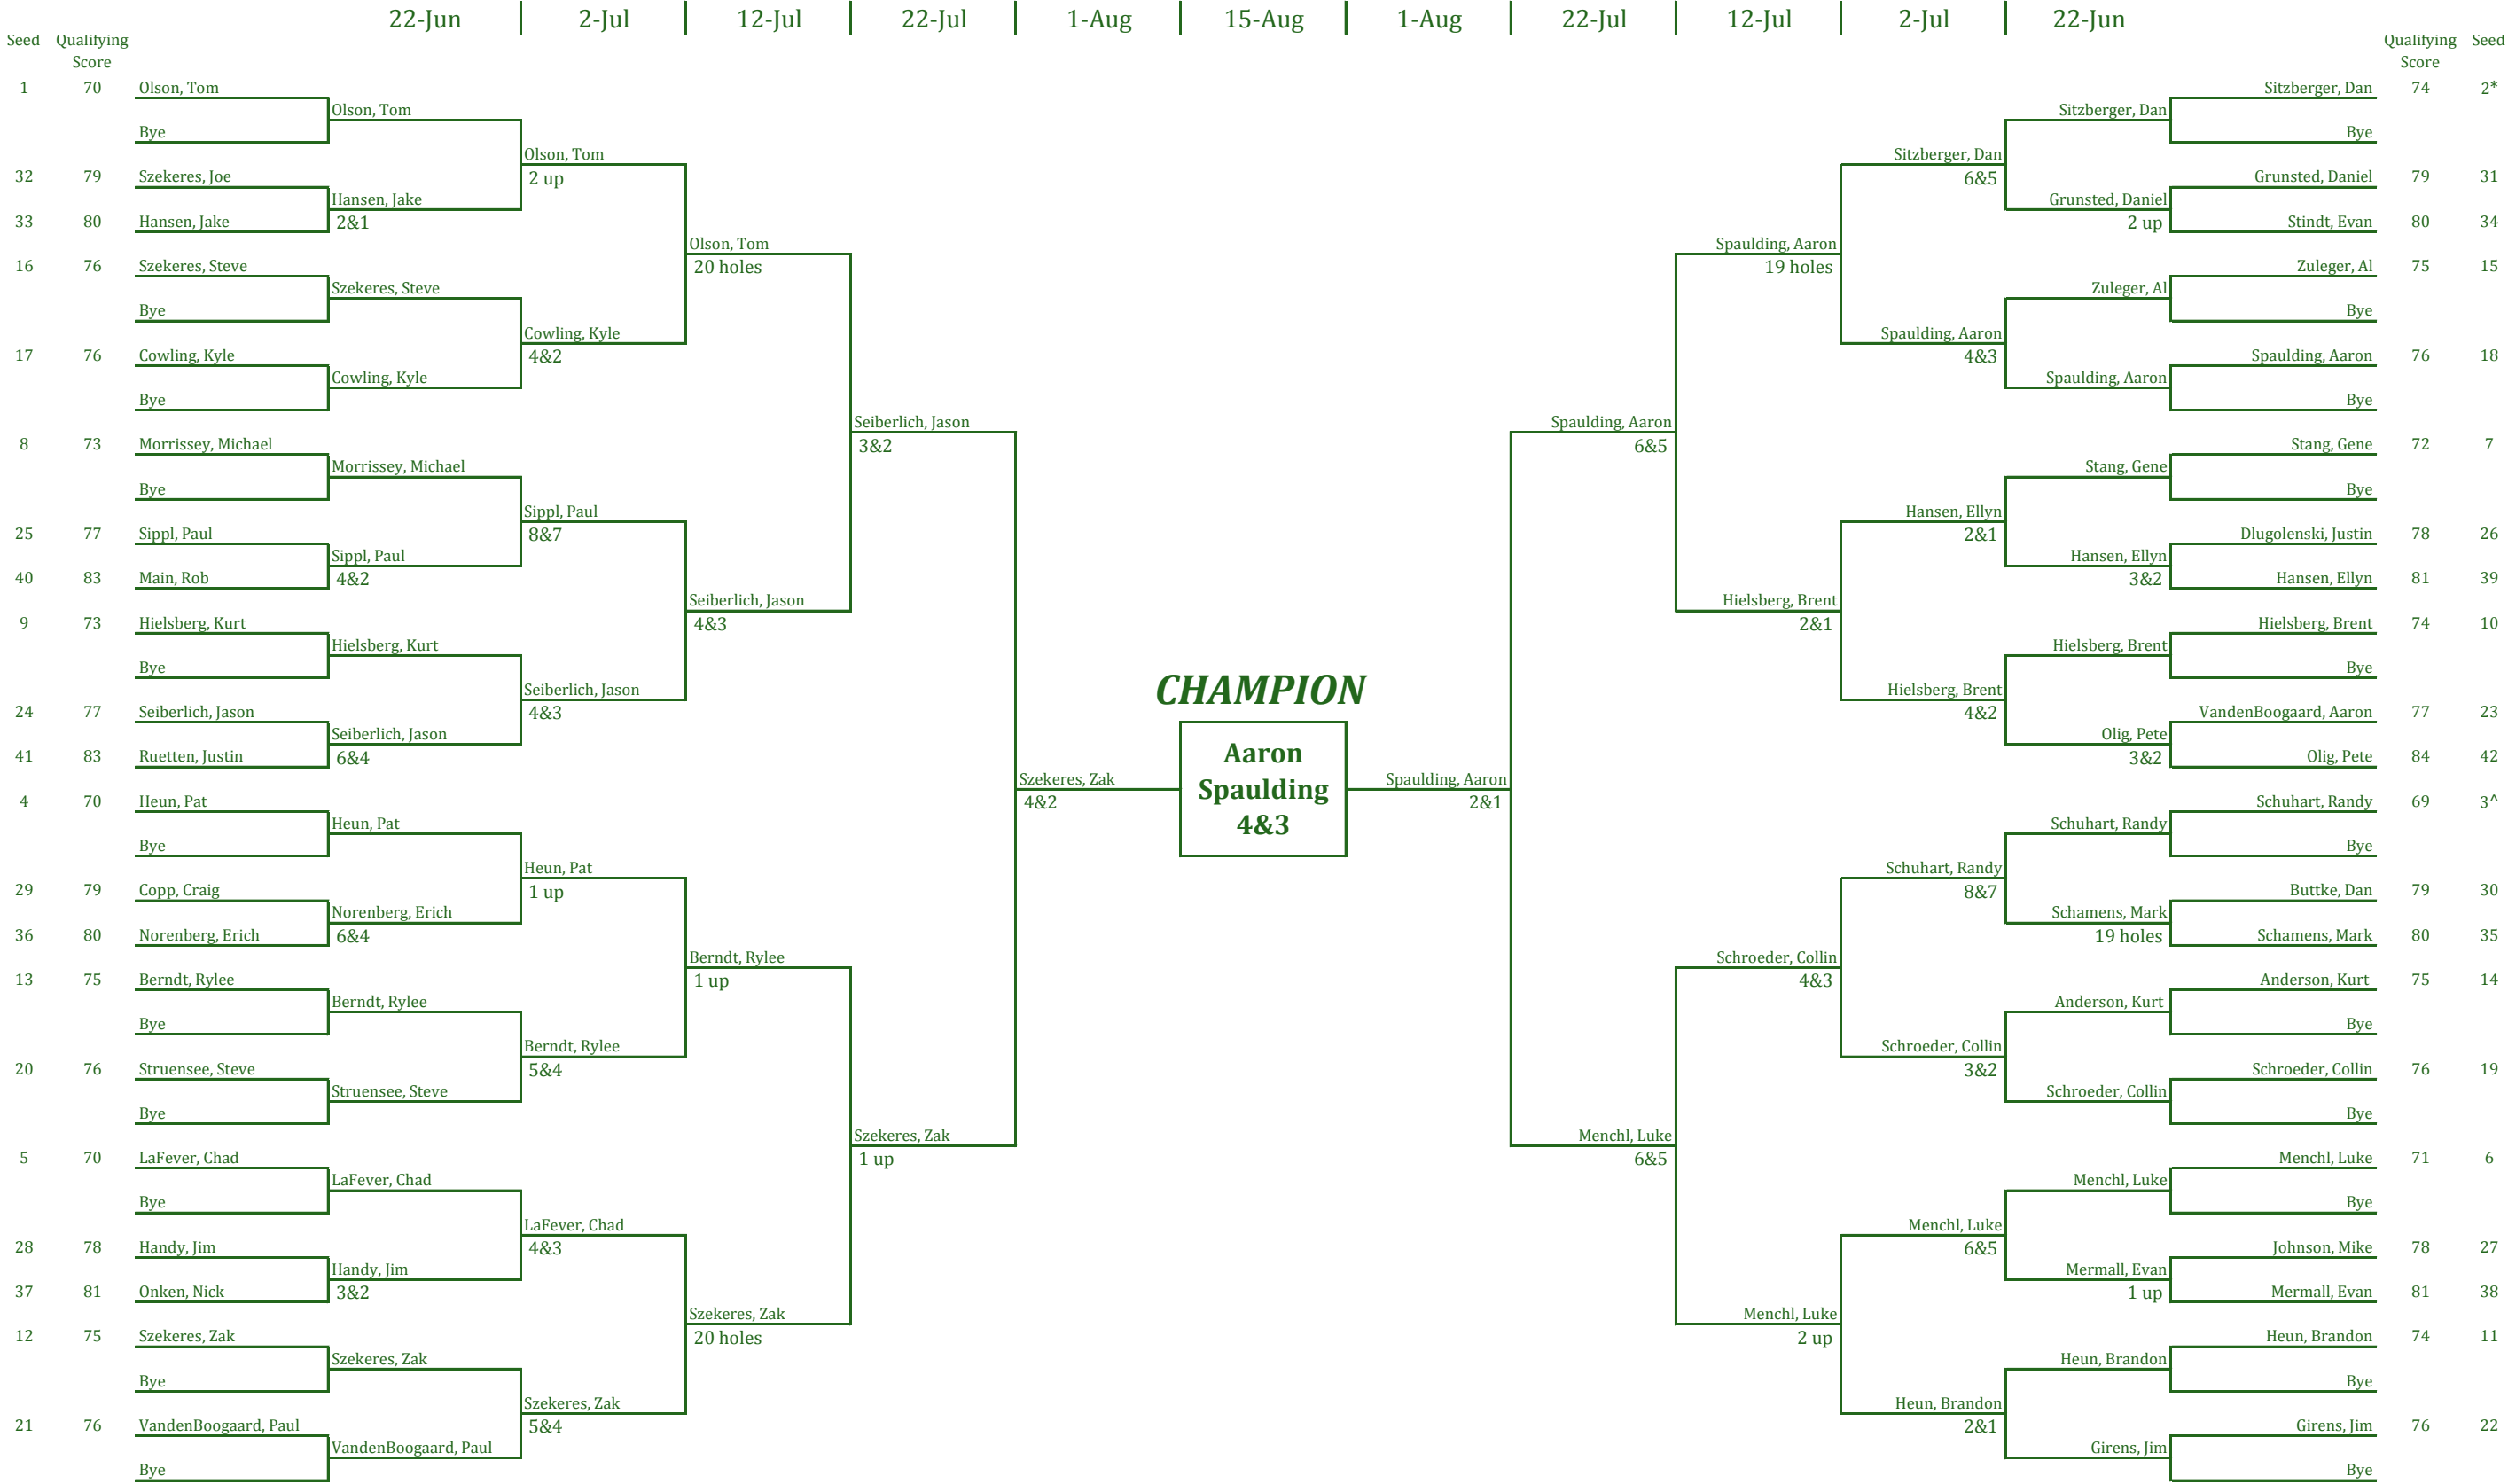 22-Jun 2-Jul 12-Jul 22-Jul 1-Aug 15-Aug 1-Aug 22-Jul 12-Jul 2-Jul 22-Jun
Seed Qualifying Score
1 70 Olson, Tom
Bye
32 79 Szekeres, Joe
33 80 Hansen, Jake
16 76 Szekeres, Steve
Bye
17 76 Cowling, Kyle
Bye
8 73 Morrissey, Michael
Bye
25 77 Sippl, Paul
40 83 Main, Rob
9 73 Hielsberg, Kurt
Bye
24 77 Seiberlich, Jason
41 83 Ruetten, Justin
4 70 Heun, Pat
Bye
29 79 Copp, Craig
36 80 Norenberg, Erich
13 75 Berndt, Rylee
Bye
20 76 Struensee, Steve
Bye
5 70 LaFever, Chad
Bye
28 78 Handy, Jim
37 81 Onken, Nick
12 75 Szekeres, Zak
Bye
21 76 VandenBoogaard, Paul
Bye
Olson, Tom
Hansen, Jake
2&1
Szekeres, Steve
Cowling, Kyle
Morrissey, Michael
Sippl, Paul
4&2
Hielsberg, Kurt
Seiberlich, Jason
6&4
Heun, Pat
Norenberg, Erich
6&4
Berndt, Rylee
Struensee, Steve
LaFever, Chad
Handy, Jim
3&2
Szekeres, Zak
VandenBoogaard, Paul
Olson, Tom
2 up
Cowling, Kyle
4&2
Sippl, Paul
8&7
Seiberlich, Jason
4&3
Heun, Pat
1 up
Berndt, Rylee
5&4
LaFever, Chad
4&3
Szekeres, Zak
5&4
Olson, Tom
20 holes
Seiberlich, Jason
4&3
Berndt, Rylee
1 up
Szekeres, Zak
20 holes
Seiberlich, Jason
3&2
Szekeres, Zak
1 up
Szekeres, Zak
4&2
CHAMPION
Aaron
Spaulding
4&3
Spaulding, Aaron
2&1
Spaulding, Aaron
6&5
Menchl, Luke
6&5
Spaulding, Aaron
19 holes
Hielsberg, Brent
2&1
Schroeder, Collin
4&3
Menchl, Luke
2 up
Sitzberger, Dan
6&5
Spaulding, Aaron
4&3
Hansen, Ellyn
2&1
Hielsberg, Brent
4&2
Schuhart, Randy
8&7
Schroeder, Collin
3&2
Menchl, Luke
6&5
Heun, Brandon
2&1
Sitzberger, Dan
Grunsted, Daniel
2 up
Zuleger, Al
Spaulding, Aaron
Stang, Gene
Hansen, Ellyn
3&2
Hielsberg, Brent
Olig, Pete
3&2
Schuhart, Randy
Schamens, Mark
19 holes
Anderson, Kurt
Schroeder, Collin
Menchl, Luke
Mermall, Evan
1 up
Heun, Brandon
Girens, Jim
Qualifying Score Seed
Sitzberger, Dan 74 2*
Bye
Grunsted, Daniel 79 31
Stindt, Evan 80 34
Zuleger, Al 75 15
Bye
Spaulding, Aaron 76 18
Bye
Stang, Gene 72 7
Bye
Dlugolenski, Justin 78 26
Hansen, Ellyn 81 39
Hielsberg, Brent 74 10
Bye
VandenBoogaard, Aaron 77 23
Olig, Pete 84 42
Schuhart, Randy 69 3^
Bye
Buttke, Dan 79 30
Schamens, Mark 80 35
Anderson, Kurt 75 14
Bye
Schroeder, Collin 76 19
Bye
Menchl, Luke 71 6
Bye
Johnson, Mike 78 27
Mermall, Evan 81 38
Heun, Brandon 74 11
Bye
Girens, Jim 76 22
Bye